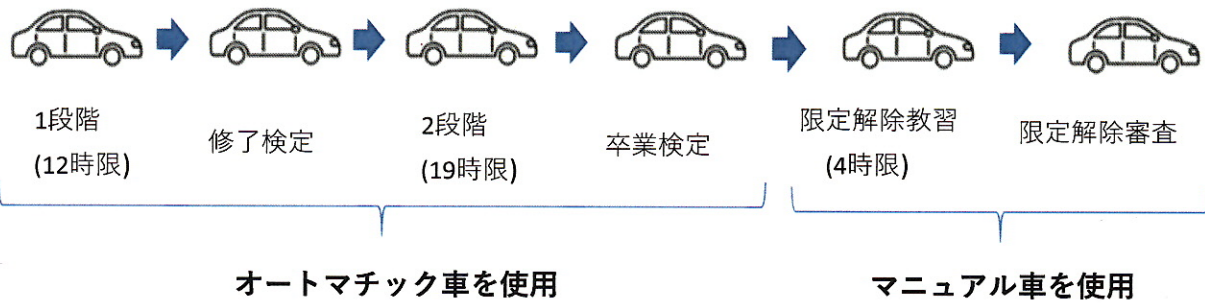 1段階
(12時限)
修了検定
2段階
(19時限)
卒業検定
限定解除教習
(4時限)
限定解除審査
オートマチック車を使用
マニュアル車を使用